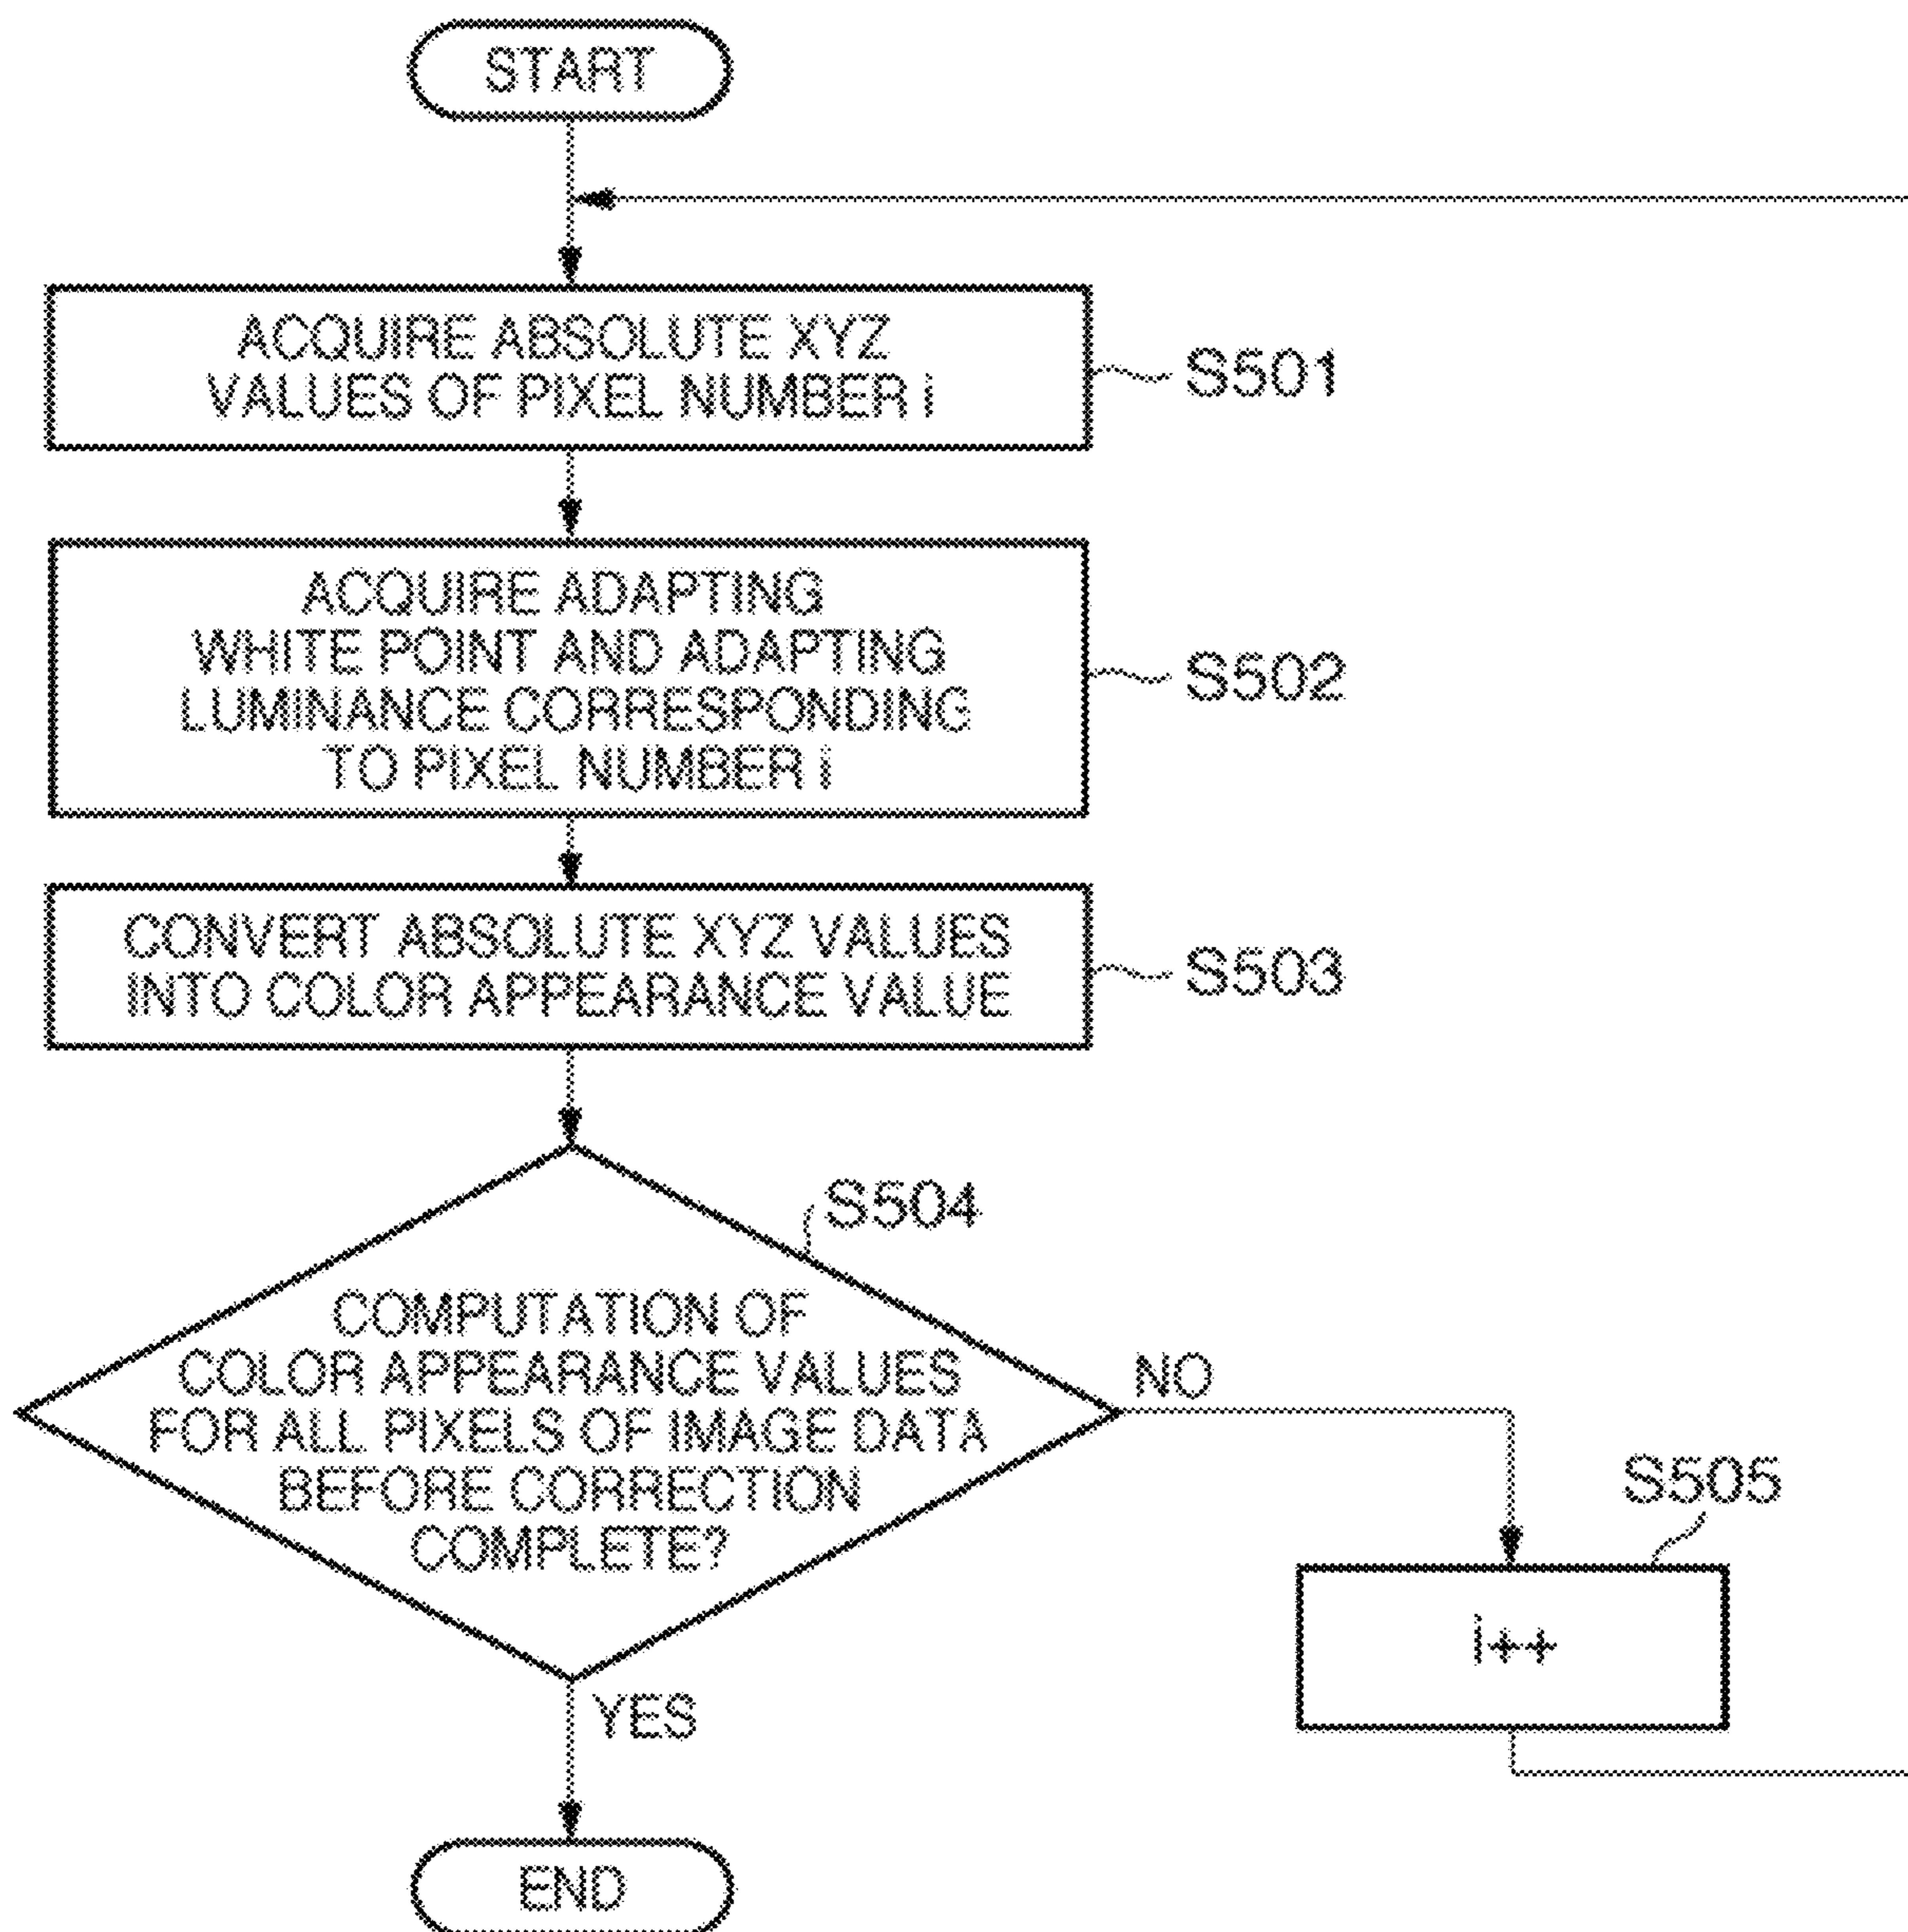 START
ACQUIRE ABSOLUTE XYZ
VALUES OF PIXEL NUMBER i
S501
ACQUIRE ADAPTING
WHITE POINT AND ADAPTING
LUMINANCE CORRESPONDING
TO PIXEL NUMBER i
S502
CONVERT ABSOLUTE XYZ VALUES
INTO COLOR APPEARANCE VALUE
S503
S504
COMPUTATION OF
COLOR APPEARANCE VALUES
FOR ALL PIXELS OF IMAGE DATA
BEFORE CORRECTION
COMPLETE?
NO
S505
i++
YES
END